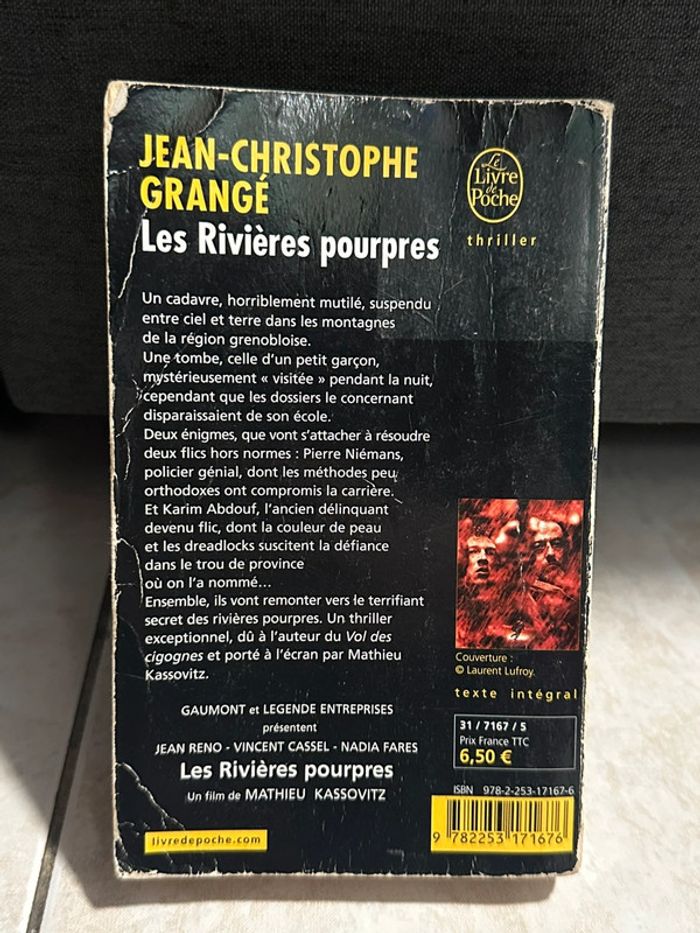 JEAN-CHRISTOPHE
GRANGÉ
Les Rivières pourpres
Le
Livre
de
Poche
thriller
Un cadavre, horriblement mutilé, suspendu
entre ciel et terre dans les montagnes
de la région grenobloise.
Une tombe, celle d'un petit garçon,
mystérieusement « visitée » pendant la nuit,
cependant que les dossiers le concernant
disparaissaient de son école.
Deux énigmes, que vont s'attacher à résoudre
deux flics hors normes : Pierre Niémans,
policier génial, dont les méthodes peu
orthodoxes ont compromis la carrière.
Et Karim Abdouf, l'ancien délinquant
devenu flic, dont la couleur de peau
et les dreadlocks suscitent la défiance
dans le trou de province
où on l'a nommé...
Ensemble, ils vont remonter vers le terrifiant
secret des rivières pourpres. Un thriller
exceptionnel, dû à l'auteur du Vol des
cigognes et porté à l'écran par Mathieu
Kassovitz.
GAUMONT et LEGENDE ENTREPRISES
présentent
JEAN RENO - VINCENT CASSEL - NADIA FARES
Les Rivières pourpres
Un film de MATHIEU KASSOVITZ
livredepoche.com
Couverture :
© Laurent Lufroy.
texte intégral
31 / 7167 / 5
Prix France TTC
6,50 €
ISBN 978-2-253-17167-6
9 782253 171676